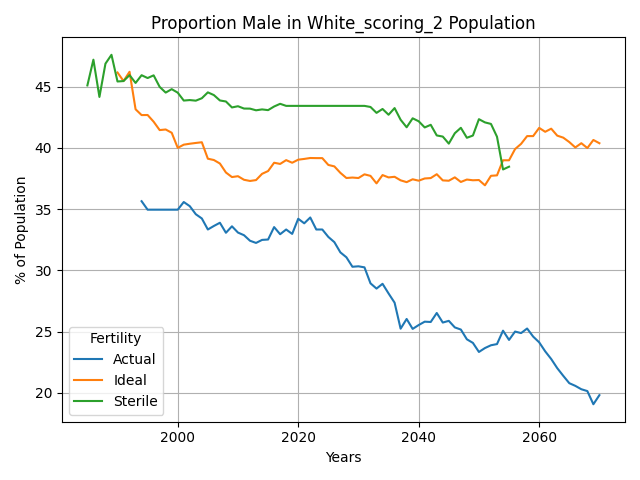 Proportion Male in White_scoring_2 Population
% of Population
45
40
35
30
25
20
Fertility
Actual
Ideal
Sterile
2000 2020 2040 2060
Years